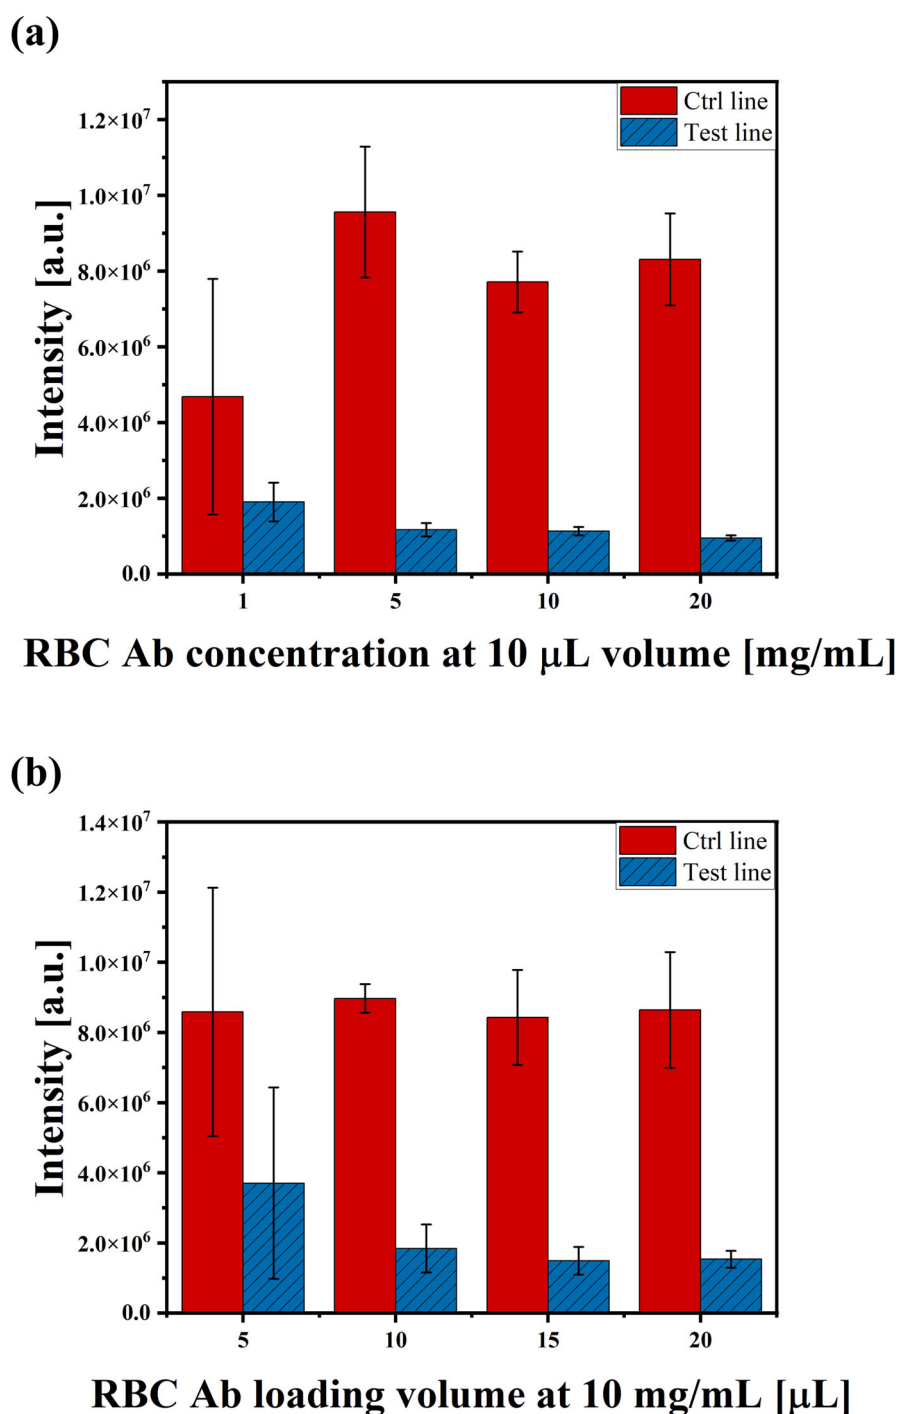 (a)
Ctrl line
Test line
1.2×10⁷
1.0×10⁷
8.0×10⁶
6.0×10⁶
4.0×10⁶
2.0×10⁶
0.0
Intensity [a.u.]
1 5 10 20
RBC Ab concentration at 10 μL volume [mg/mL]
(b)
Ctrl line
Test line
1.4×10⁷
1.2×10⁷
1.0×10⁷
8.0×10⁶
6.0×10⁶
4.0×10⁶
2.0×10⁶
0.0
Intensity [a.u.]
5 10 15 20
RBC Ab loading volume at 10 mg/mL [μL]